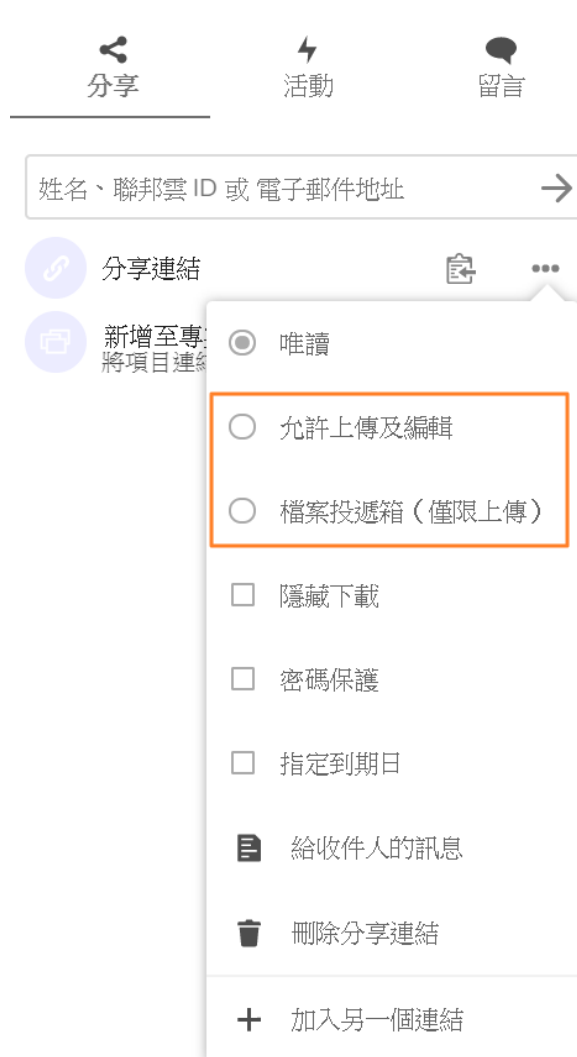 分享
活動
留言
姓名、聯邦雲 ID 或 電子郵件地址
分享連結
新增至專
將項目連
唯讀
允許上傳及編輯
檔案投遞箱（僅限上傳）
隱藏下載
密碼保護
指定到期日
給收件人的訊息
刪除分享連結
加入另一個連結